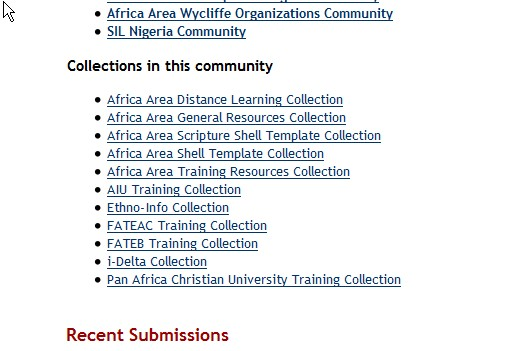 Africa Area Wycliffe Organizations Community
SIL Nigeria Community
Collections in this community
Africa Area Distance Learning Collection
Africa Area General Resources Collection
Africa Area Scripture Shell Template Collection
Africa Area Shell Template Collection
Africa Area Training Resources Collection
AIU Training Collection
Ethno-Info Collection
FATEAC Training Collection
FATEB Training Collection
i-Delta Collection
Pan Africa Christian University Training Collection
Recent Submissions